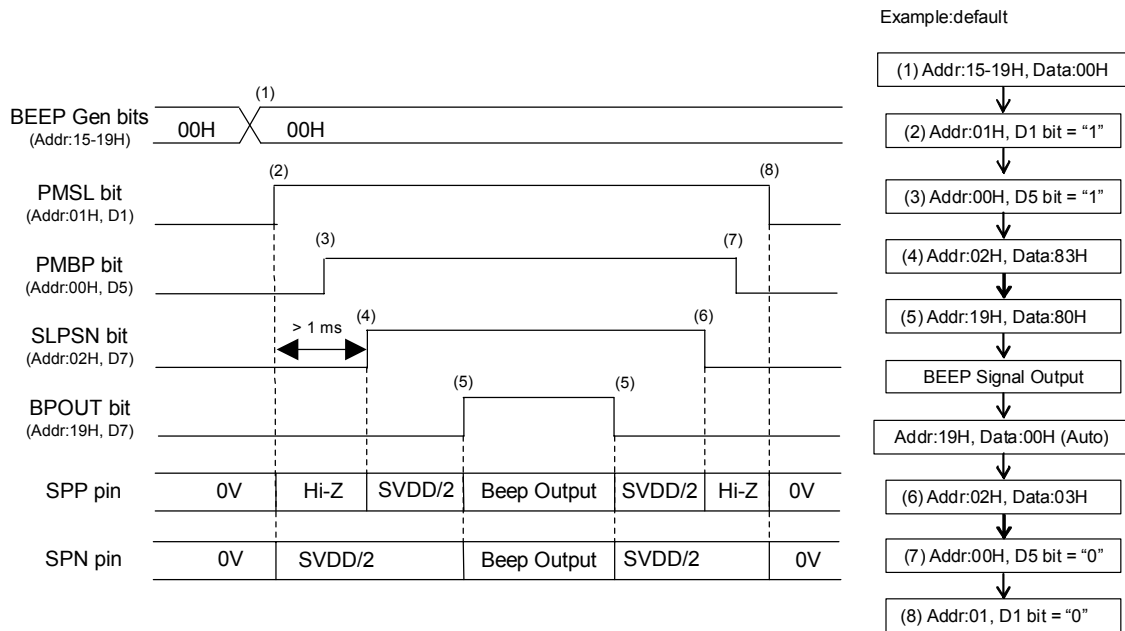 Example:default
(1) Addr:15-19H, Data:00H
(2) Addr:01H, D1 bit = “1”
(3) Addr:00H, D5 bit = “1”
(4) Addr:02H, Data:83H
(5) Addr:19H, Data:80H
BEEP Signal Output
Addr:19H, Data:00H (Auto)
(6) Addr:02H, Data:03H
(7) Addr:00H, D5 bit = “0”
(8) Addr:01, D1 bit = “0”
(1)
BEEP Gen bits
(Addr:15-19H)
00H 00H
(2) (8)
PMSL bit
(Addr:01H, D1)
(3) (7)
PMBP bit
(Addr:00H, D5)
> 1 ms (4) (6)
SLPSN bit
(Addr:02H, D7)
(5) (5)
BPOUT bit
(Addr:19H, D7)
SPP pin 0V Hi-Z SVDD/2 Beep Output SVDD/2 Hi-Z 0V
SPN pin 0V SVDD/2 Beep Output SVDD/2 0V